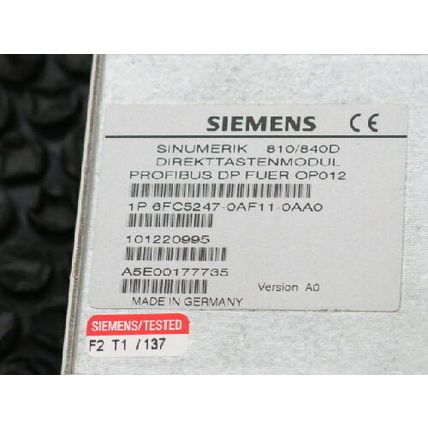 SIEMENS CE
SINUMERIK 810/840D
DIREKTTASTENMODUL
PROFIBUS DP FUER OP012
1P 6FC5247-0AF11-0AA0
101220995
A5E00177735
Version A0
MADE IN GERMANY
SIEMENS/TESTED
F2 T1 /137